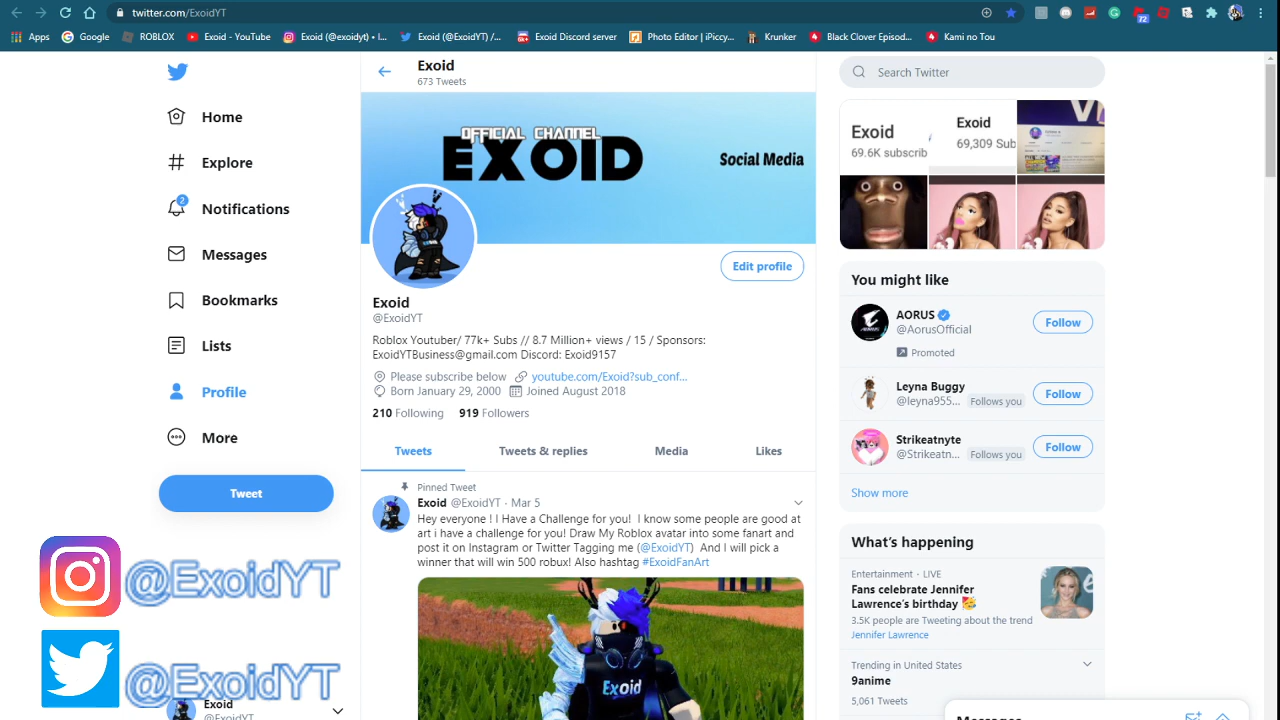 twitter.com/ExoidYT
72
Apps
Google
ROBLOX
Exoid - YouTube
Exoid (@exoidyt) • I...
Exoid (@ExoidYT) /...
Exoid Discord server
Photo Editor | iPiccy...
Krunker
Black Clover Episod...
Kami no Tou
Home
Explore
2
Notifications
Messages
Bookmarks
Lists
Profile
More
Tweet
@ExoidYT
@ExoidYT
Exoid
@ExoidYT
Exoid
673 Tweets
OFFICIAL CHANNEL
EXOID
Social Media
Edit profile
Exoid
@ExoidYT
Roblox Youtuber/ 77k+ Subs // 8.7 Million+ views / 15 / Sponsors:
ExoidYTBusiness@gmail.com Discord: Exoid9157
Please subscribe below youtube.com/Exoid?sub_conf...
Born January 29, 2000 Joined August 2018
210 Following 919 Followers
Tweets Tweets & replies Media Likes
Pinned Tweet
Exoid @ExoidYT · Mar 5
Hey everyone ! I Have a Challenge for you! I know some people are good at
art i have a challenge for you! Draw My Roblox avatar into some fanart and
post it on Instagram or Twitter Tagging me (@ExoidYT) And I will pick a
winner that will win 500 robux! Also hashtag #ExoidFanArt
Exoid
Search Twitter
Exoid
69.6K subscrib
Exoid
69,309 Sub
You might like
AORUS
@AorusOfficial
Follow
Promoted
Leyna Buggy
@leyna955... Follows you
Follow
Strikeatnyte
@Strikeatn... Follows you
Follow
Show more
What's happening
Entertainment · LIVE
Fans celebrate Jennifer
Lawrence's birthday
3.5K people are Tweeting about the trend
Jennifer Lawrence
Trending in United States
9anime
5,061 Tweets
Messages